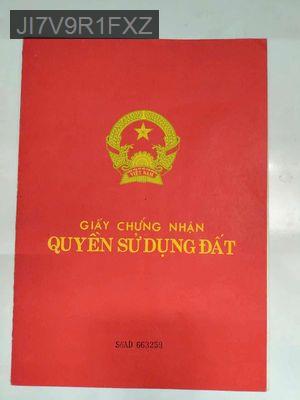 JI7V9R1FXZ
VIỆT NAM
GIẤY CHỨNG NHẬN
QUYỀN SỬ DỤNG ĐẤT
Số AD 663259